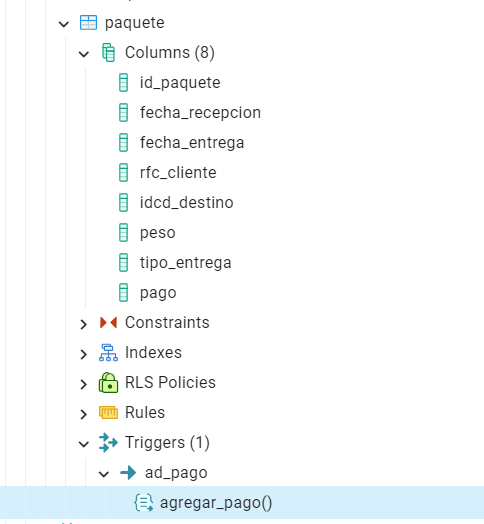 paquete
Columns (8)
id_paquete
fecha_recepcion
fecha_entrega
rfc_cliente
idcd_destino
peso
tipo_entrega
pago
Constraints
Indexes
RLS Policies
Rules
Triggers (1)
ad_pago
agregar_pago()